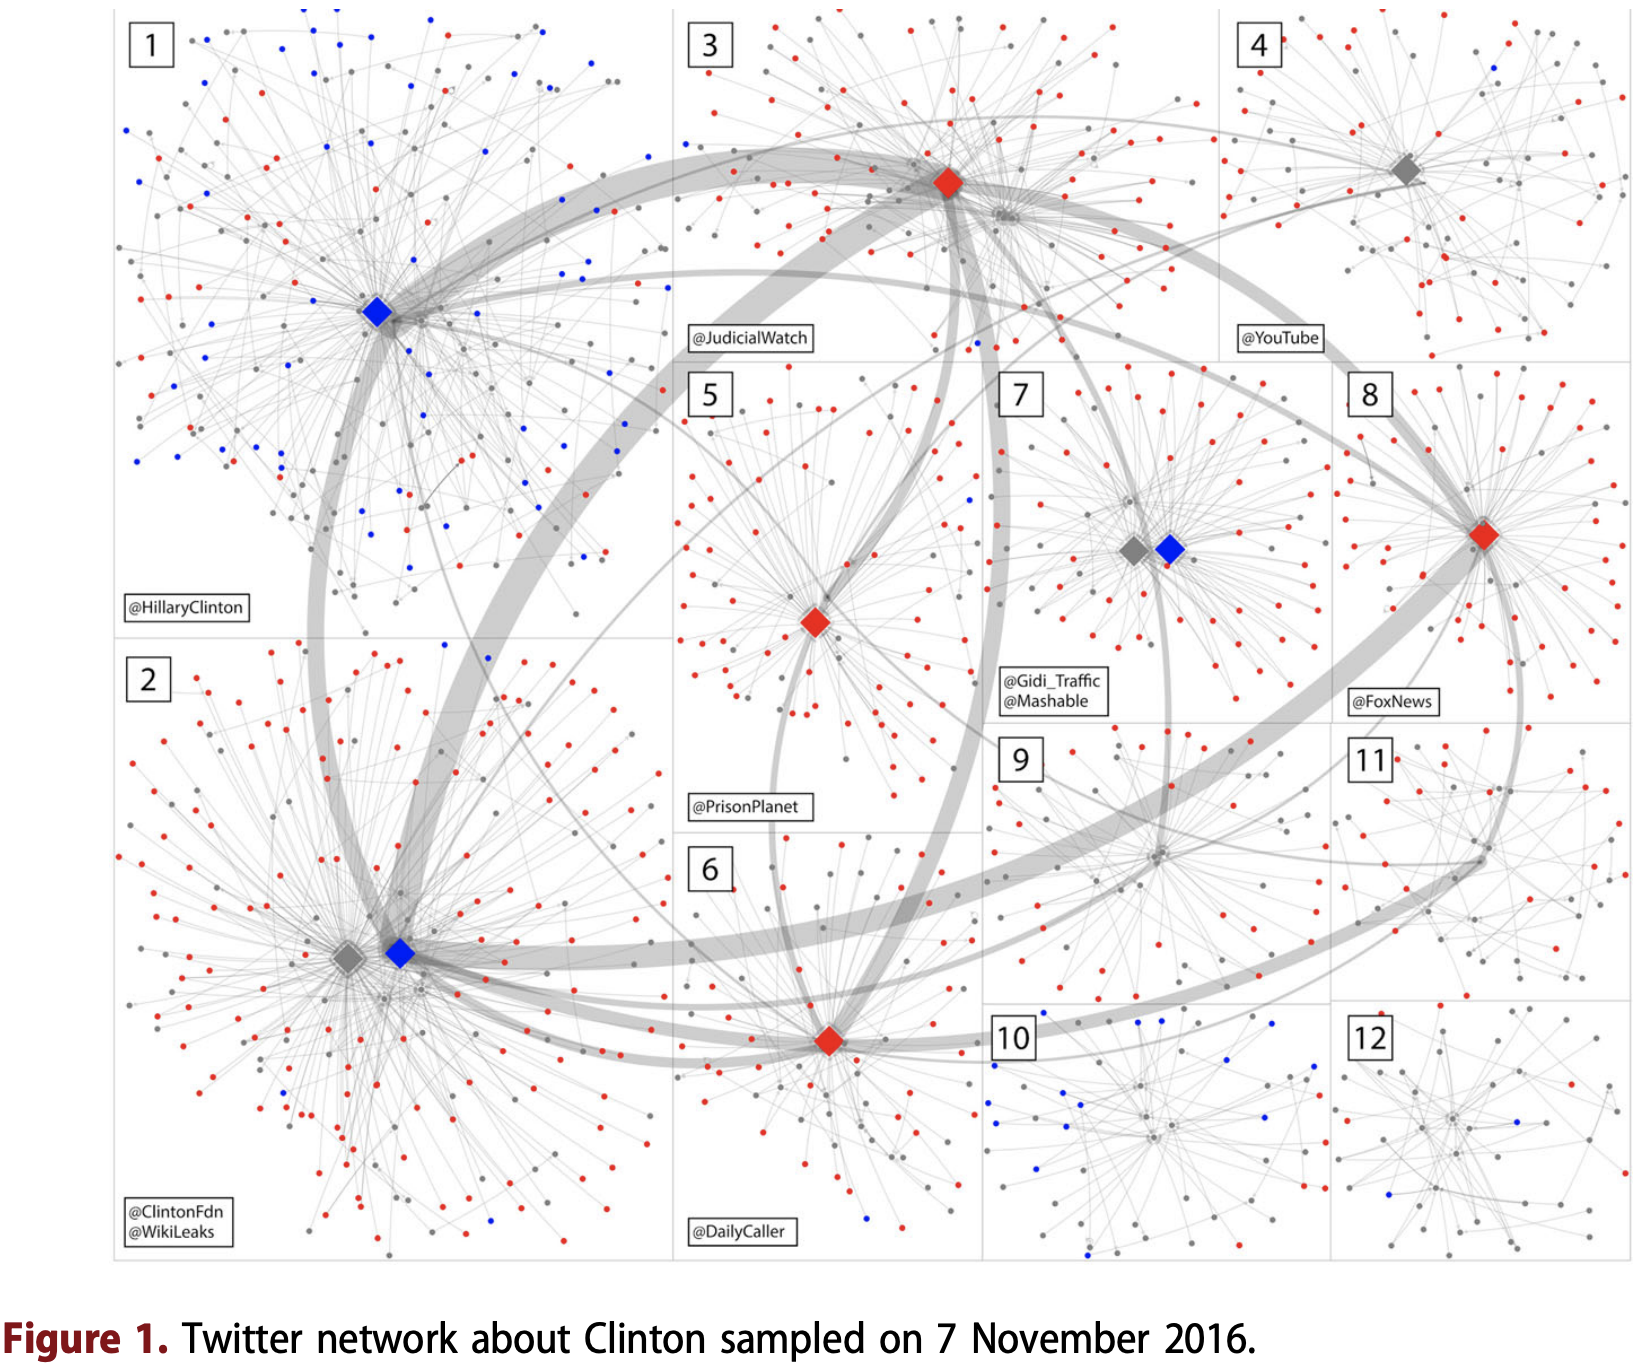 1
@HillaryClinton
2
@ClintonFdn
@WikiLeaks
3
@JudicialWatch
4
@YouTube
5
@PrisonPlanet
6
@DailyCaller
7
@Gidi_Traffic
@Mashable
8
@FoxNews
9
10
11
12
Figure 1. Twitter network about Clinton sampled on 7 November 2016.